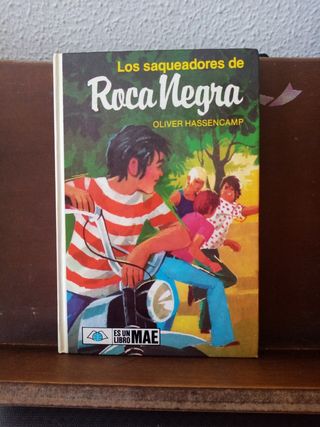 Los saqueadores de
Roca Negra
OLIVER HASSENCAMP
ES UN
LIBRO MAE